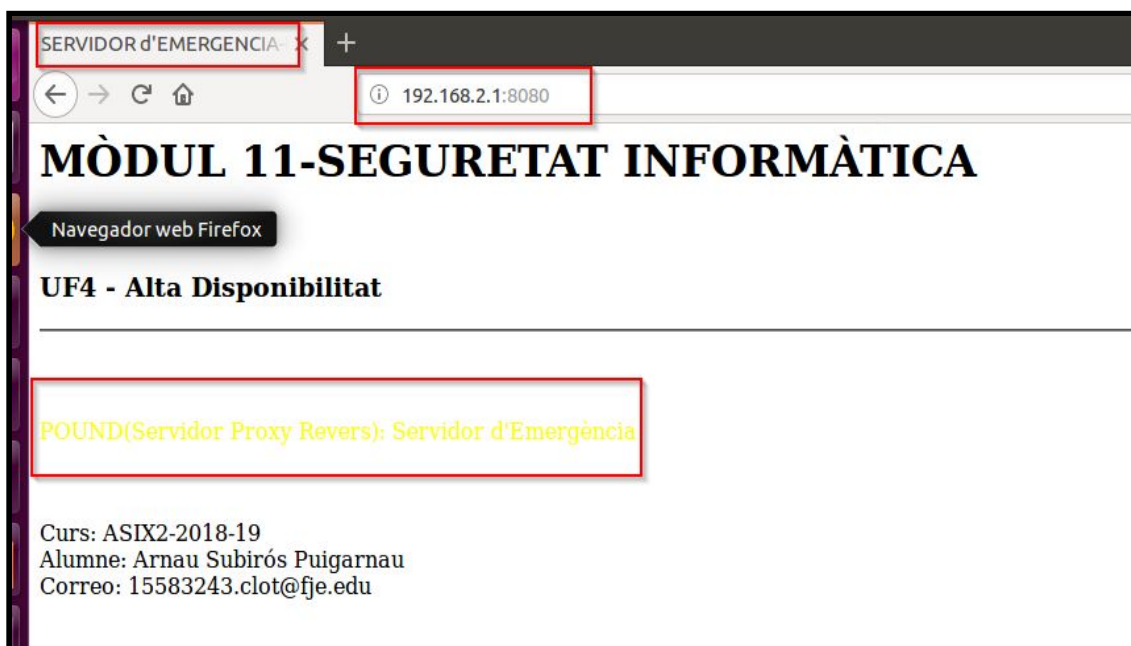 SERVIDOR d'EMERGENCIA-
192.168.2.1:8080
MÒDUL 11-SEGURETAT INFORMÀTICA
Navegador web Firefox
UF4 - Alta Disponibilitat
POUND(Servidor Proxy Revers): Servidor d'Emergència
Curs: ASIX2-2018-19
Alumne: Arnau Subirós Puigarnau
Correo: 15583243.clot@fje.edu